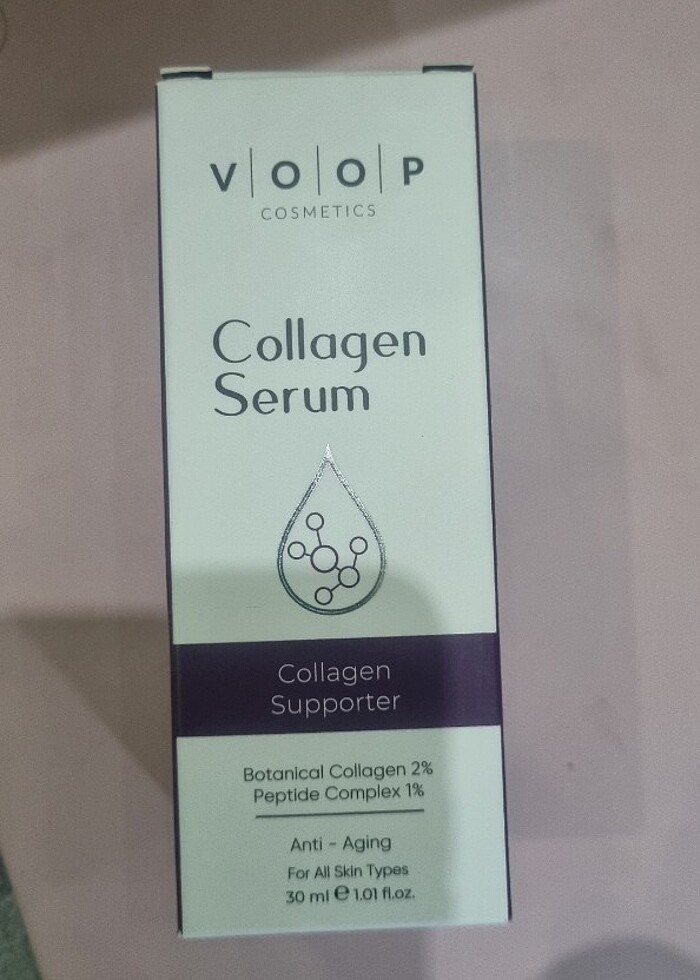 V|O|O|P
COSMETICS
Collagen
Serum
Collagen
Supporter
Botanical Collagen 2%
Peptide Complex 1%
Anti - Aging
For All Skin Types
30 ml ℮ 1.01 fl.oz.